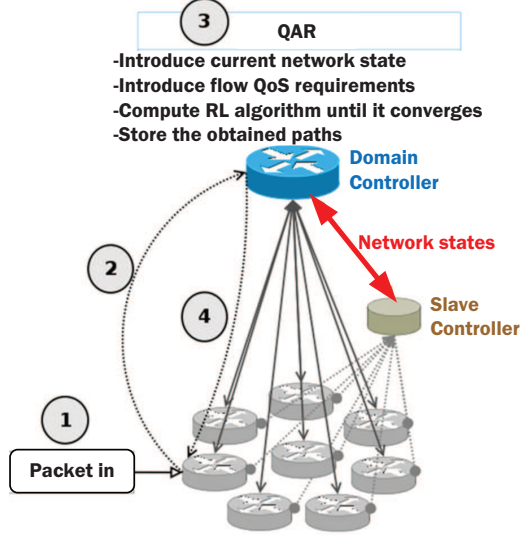 3
QAR
-Introduce current network state
-Introduce flow QoS requirements
-Compute RL algorithm until it converges
-Store the obtained paths
Domain
Controller
2
Network states
4
Slave
Controller
1
Packet in